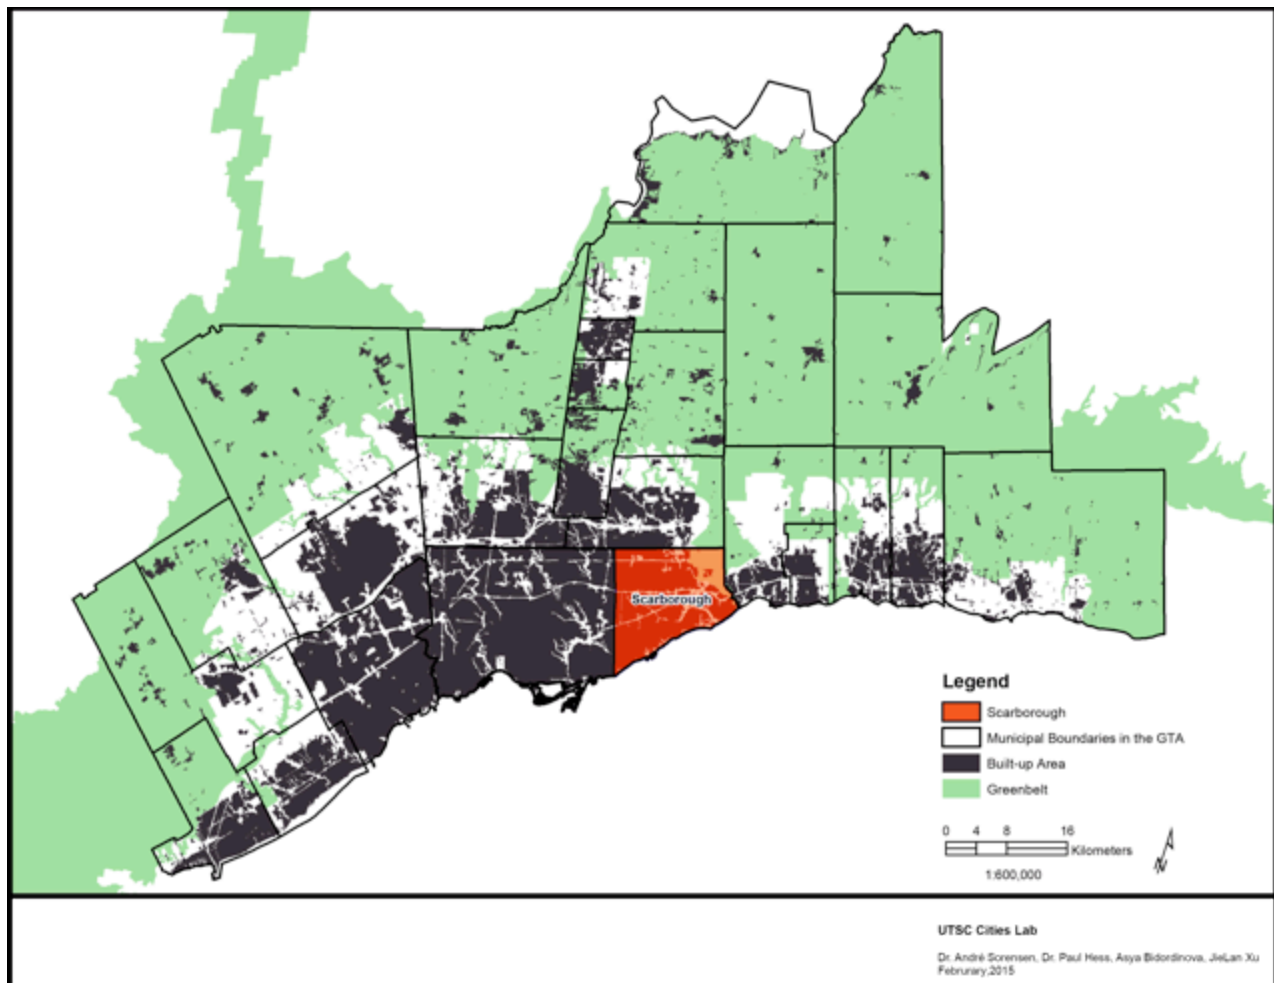 Scarborough
Legend
Scarborough
Municipal Boundaries in the GTA
Built-up Area
Greenbelt
0 4 8 16
Kilometers
1:600,000
N
UTSC Cities Lab
Dr. André Sorensen, Dr. Paul Hess, Asya Bidordinova, JieLan Xu
Februrary,2015